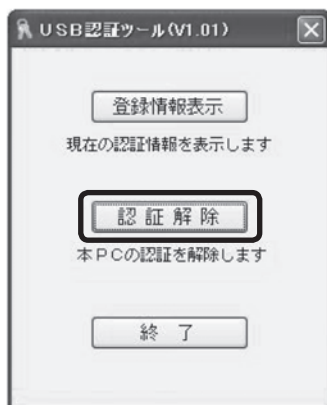 USB認証ツール(V1.01)
登録情報表示
現在の認証情報を表示します
認証解除
本PCの認証を解除します
終了